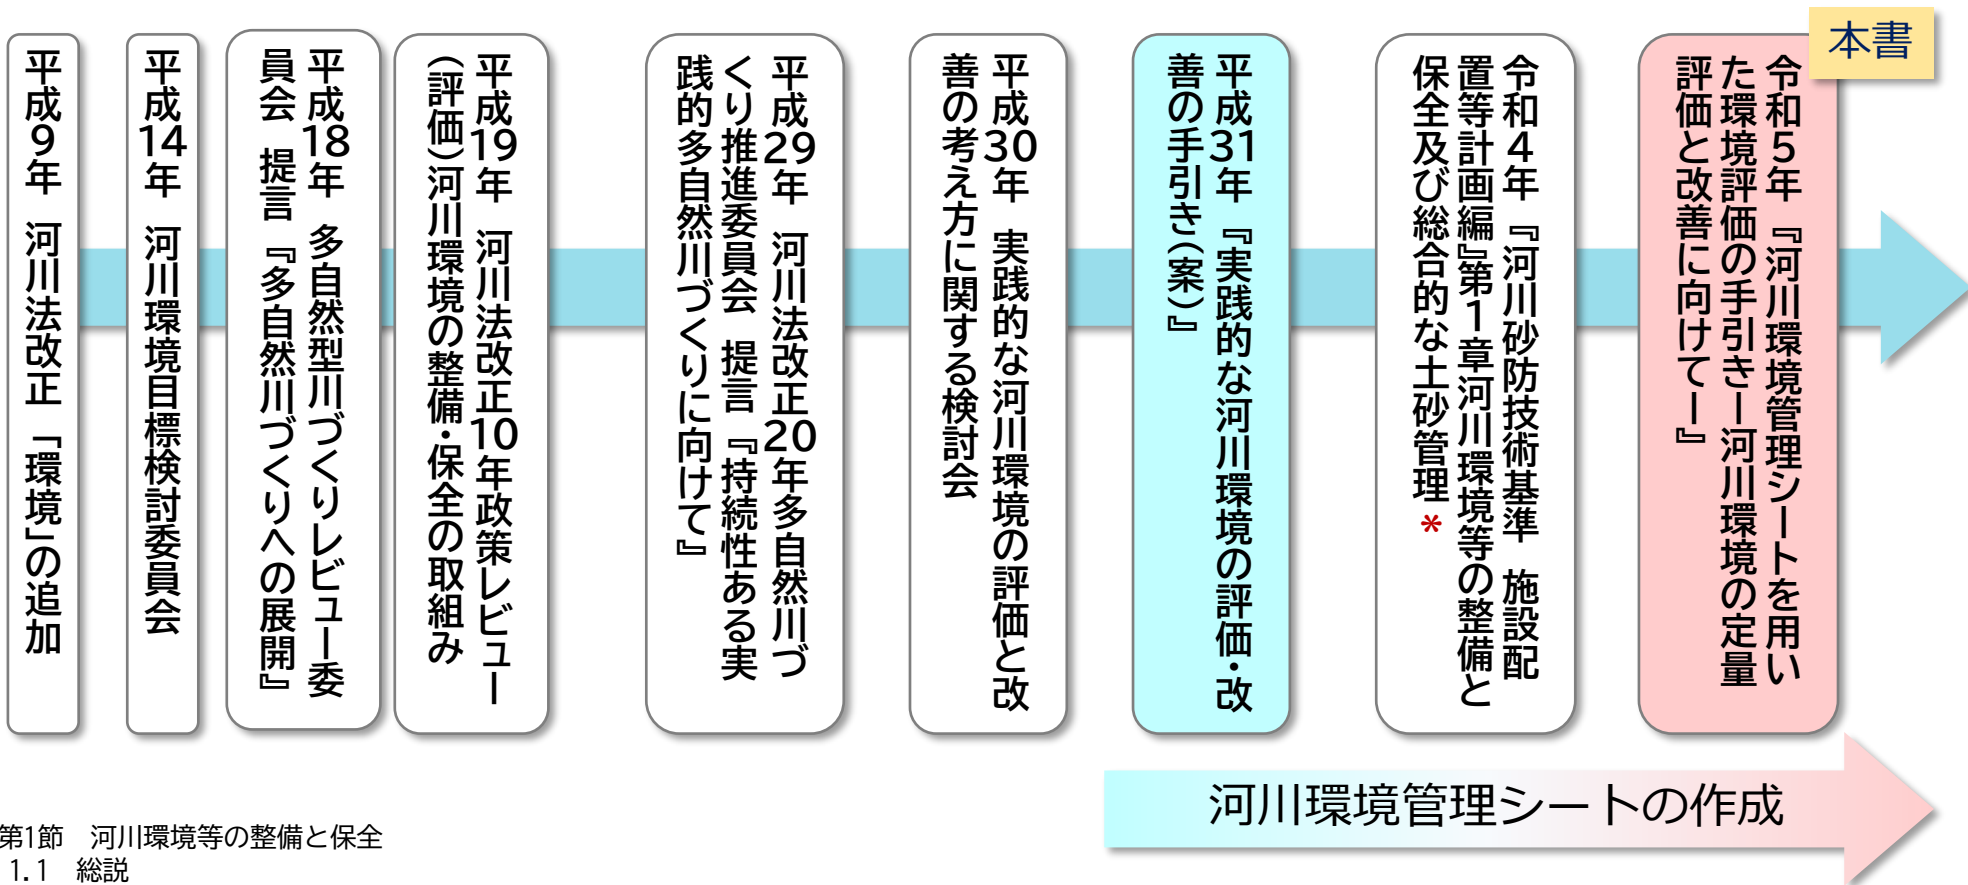 平成9年 河川法改正 「環境」の追加
平成14年 河川環境目標検討委員会
平成18年 多自然型川づくりレビュー委
員会 提言『多自然川づくりへの展開』
平成19年 河川法改正10年政策レビュー
（評価）河川環境の整備・保全の取組み
平成29年 河川法改正20年多自然川づ
くり推進委員会 提言『持続性ある実
践的多自然川づくりに向けて』
平成30年 実践的な河川環境の評価と改
善の考え方に関する検討会
平成31年 『実践的な河川環境の評価・改
善の手引き（案）』
令和4年 『河川砂防技術基準 施設配
置等計画編』第1章河川環境等の整備と
保全及び総合的な土砂管理*
本書
令和5年 『河川環境管理シートを用い
た環境評価の手引きー河川環境の定量
評価と改善に向けてー』
河川環境管理シートの作成
第1節 河川環境等の整備と保全
1.1 総説